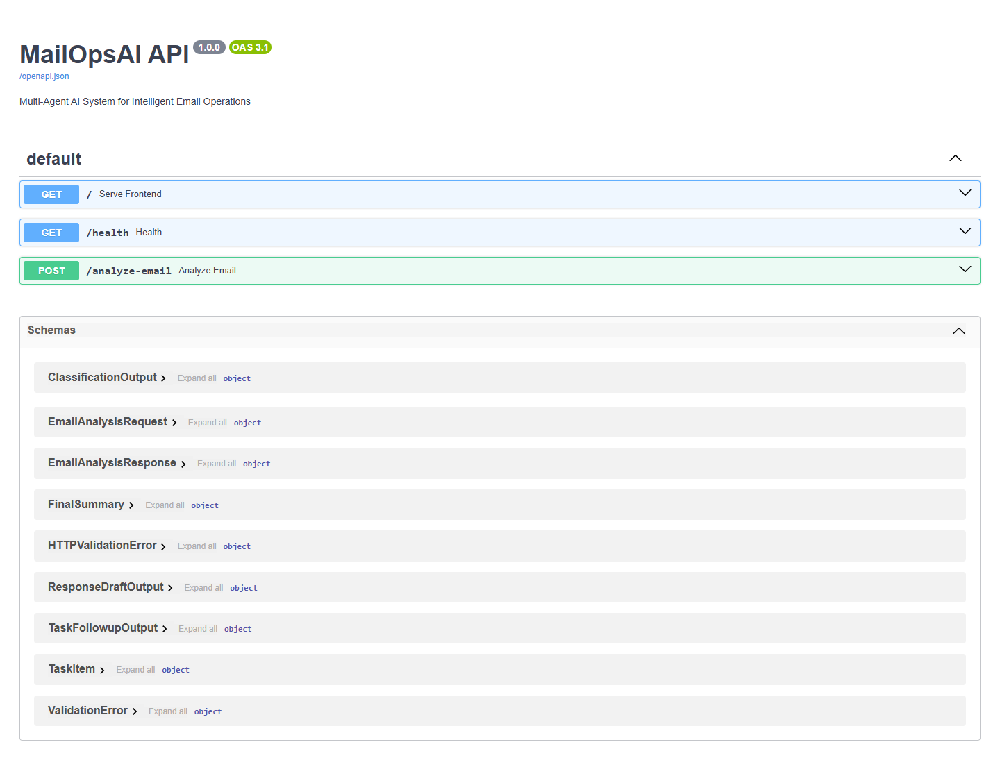 MailOpsAI API 1.0.0 OAS 3.1
/openapi.json
Multi-Agent AI System for Intelligent Email Operations
default
GET / Serve Frontend
GET /health Health
POST /analyze-email Analyze Email
Schemas
ClassificationOutput Expand all object
EmailAnalysisRequest Expand all object
EmailAnalysisResponse Expand all object
FinalSummary Expand all object
HTTPValidationError Expand all object
ResponseDraftOutput Expand all object
TaskFollowupOutput Expand all object
TaskItem Expand all object
ValidationError Expand all object